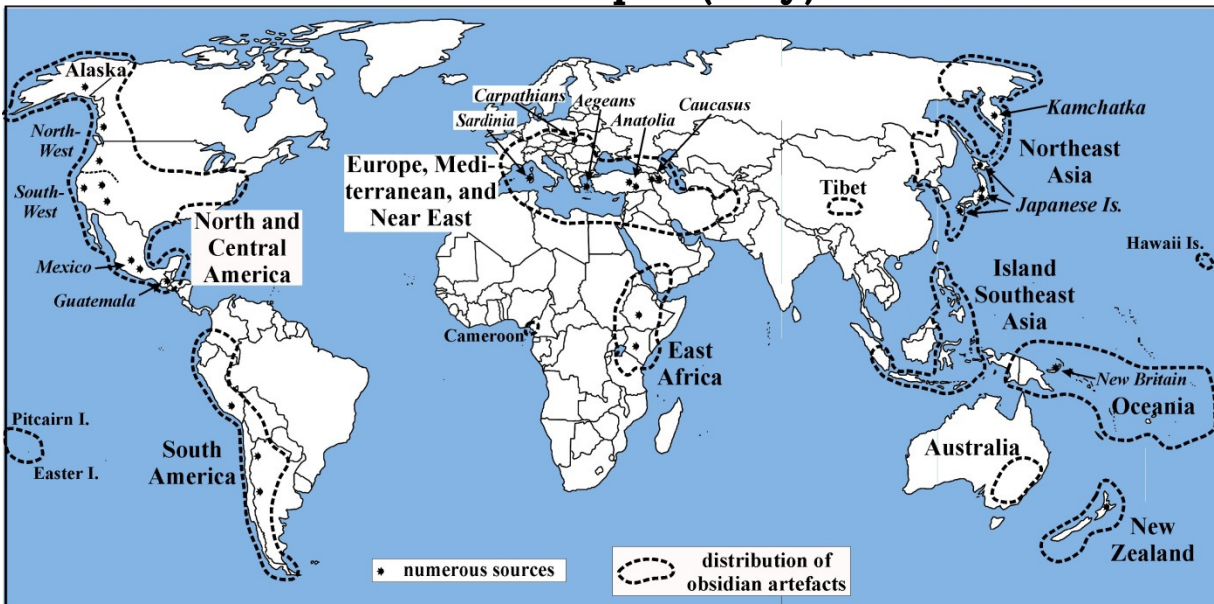 Alaska
North-
West
South-
West
Mexico
Guatemala
North and
Central
America
Carpathians
Aegeans
Caucasus
Sardinia
Anatolia
Europe, Medi-
terranean, and
Near East
Tibet
Kamchatka
Northeast
Asia
Japanese Is.
Hawaii Is.
Island
Southeast
Asia
Cameroon
East
Africa
New Britain
Oceania
Pitcairn I.
Easter I.
South
America
Australia
New
Zealand
numerous sources
distribution of
obsidian artefacts